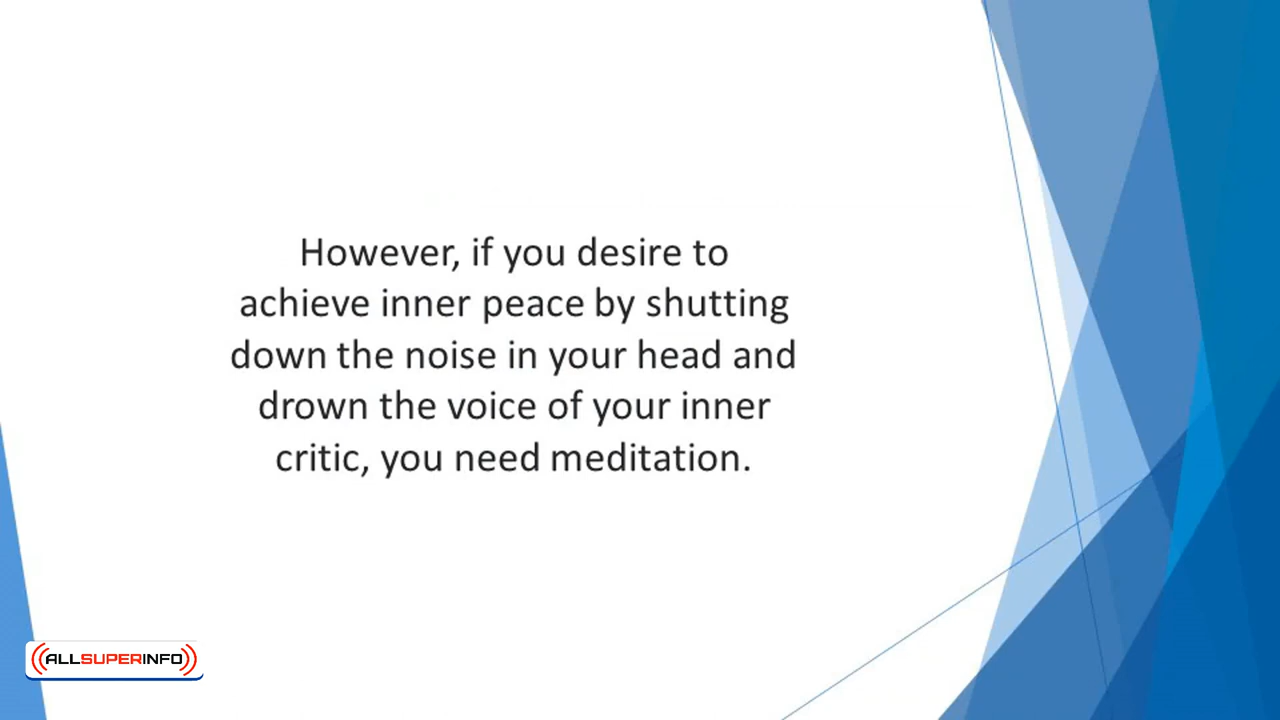 However, if you desire to
achieve inner peace by shutting
down the noise in your head and
drown the voice of your inner
critic, you need meditation.
ALLSUPERINFO